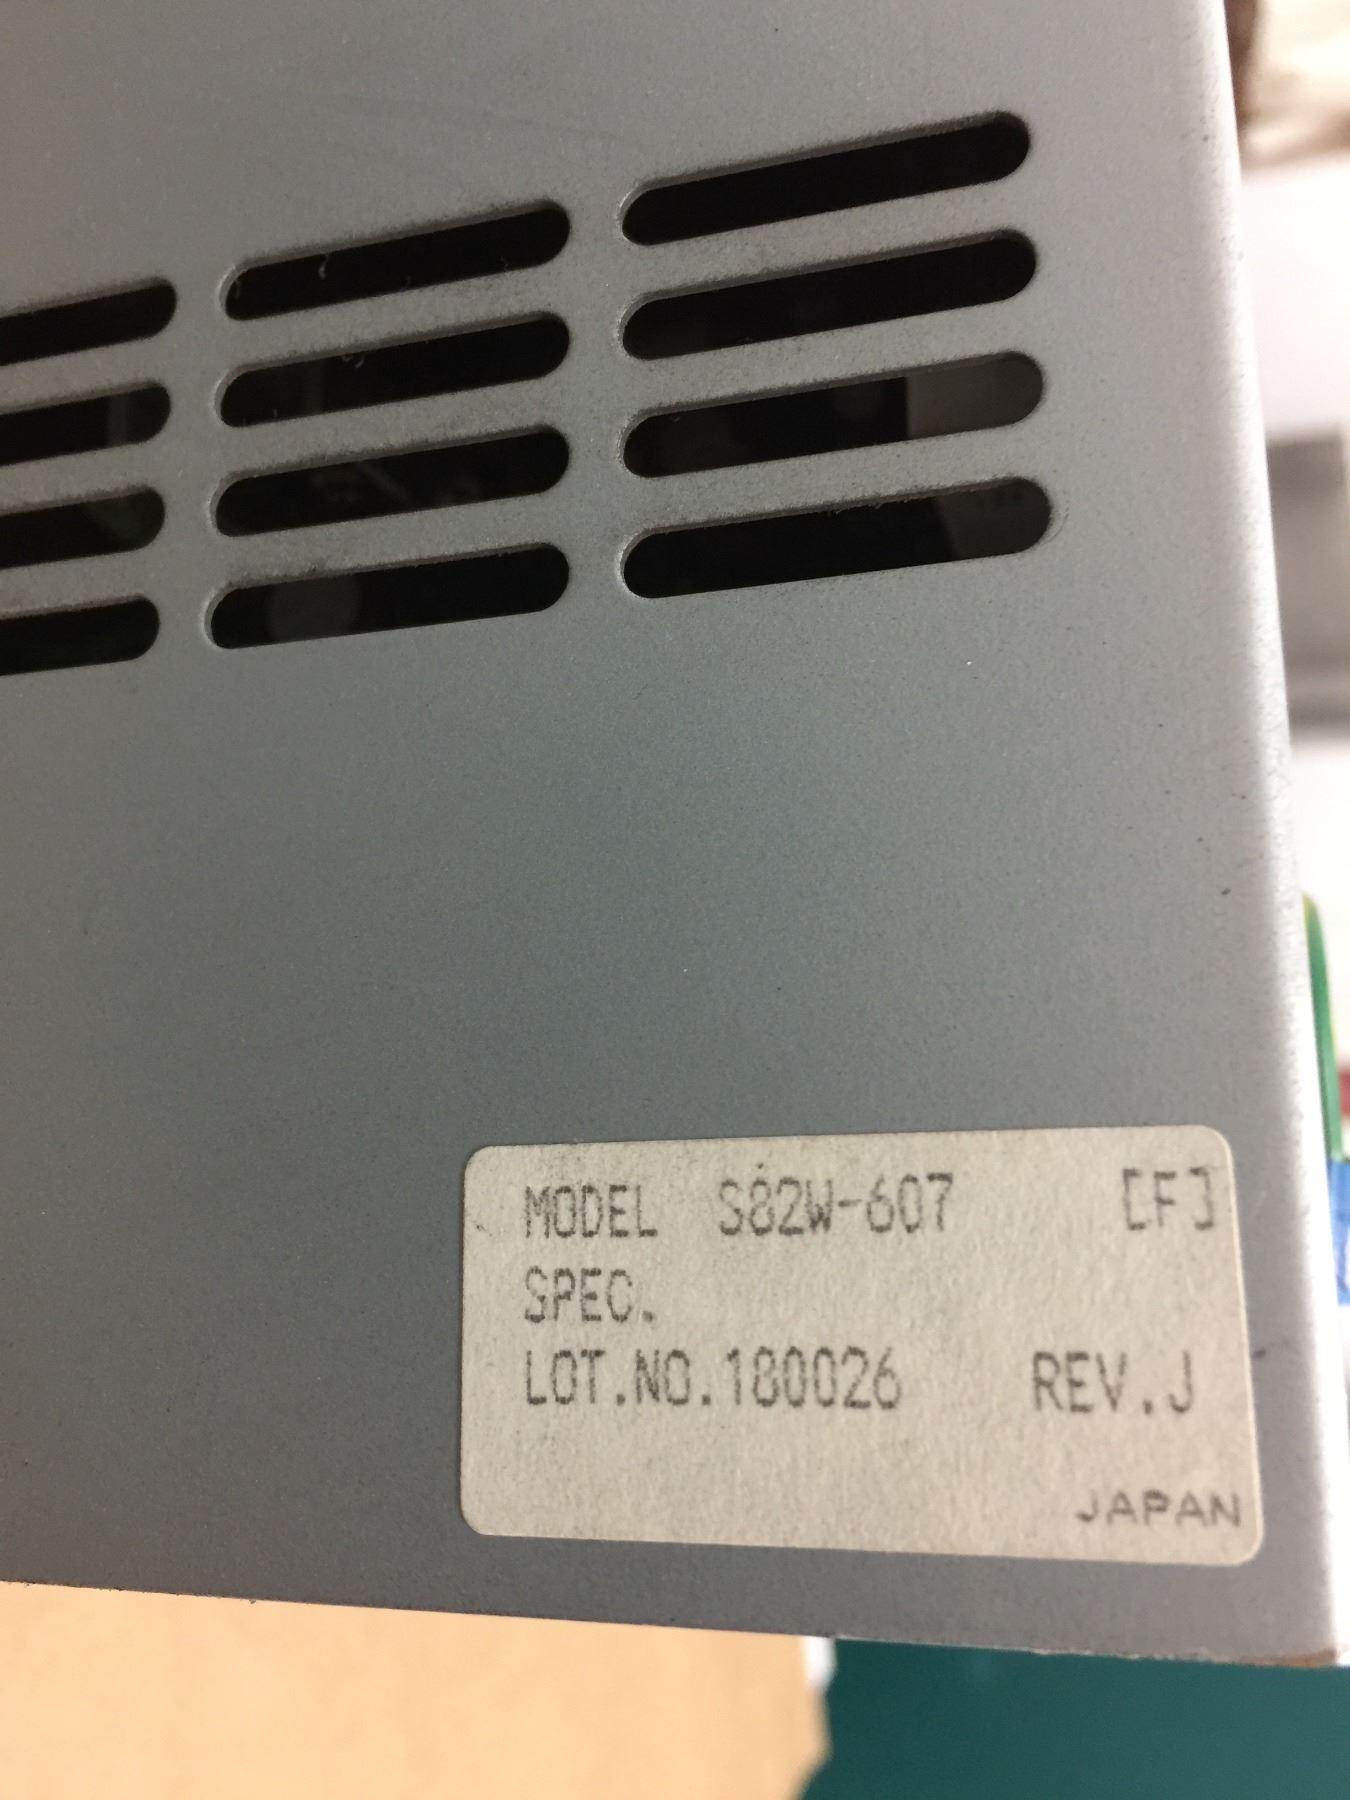 MODEL S82W-607 [F]
SPEC.
LOT.NO.180026 REV.J
JAPAN